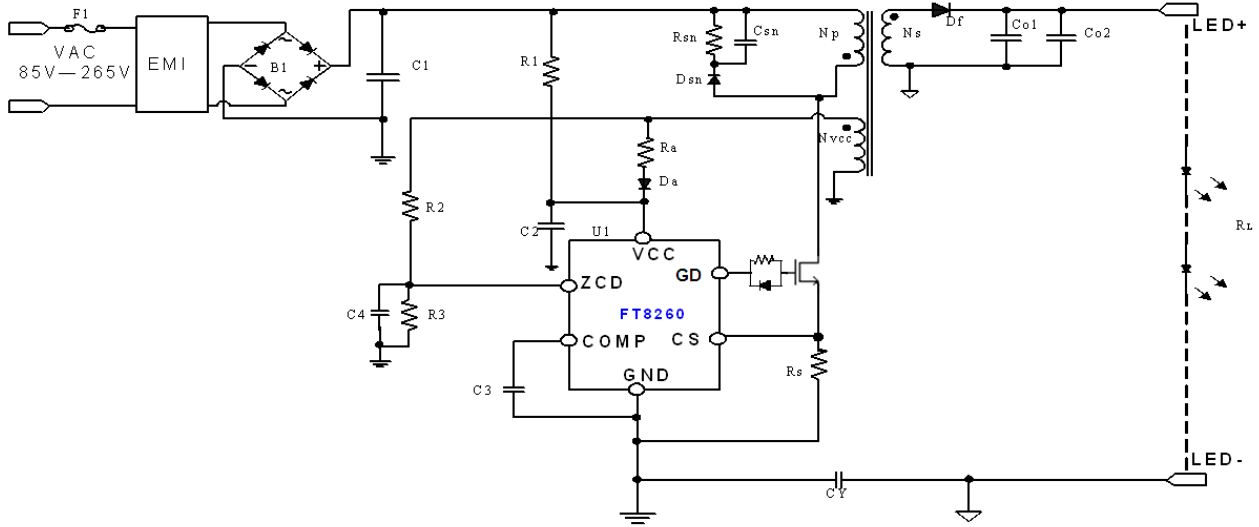 F1
VAC
85V—265V
EMI
B1
C1
R1
Rsn
Csn
Dsn
Np
Ns
Df
Co1
Co2
LED+
Nvcc
Ra
Da
R2
C2
U1
VCC
GD
ZCD
FT8260
C4
R3
COMP
CS
GND
C3
Rs
RL
LED-
CY